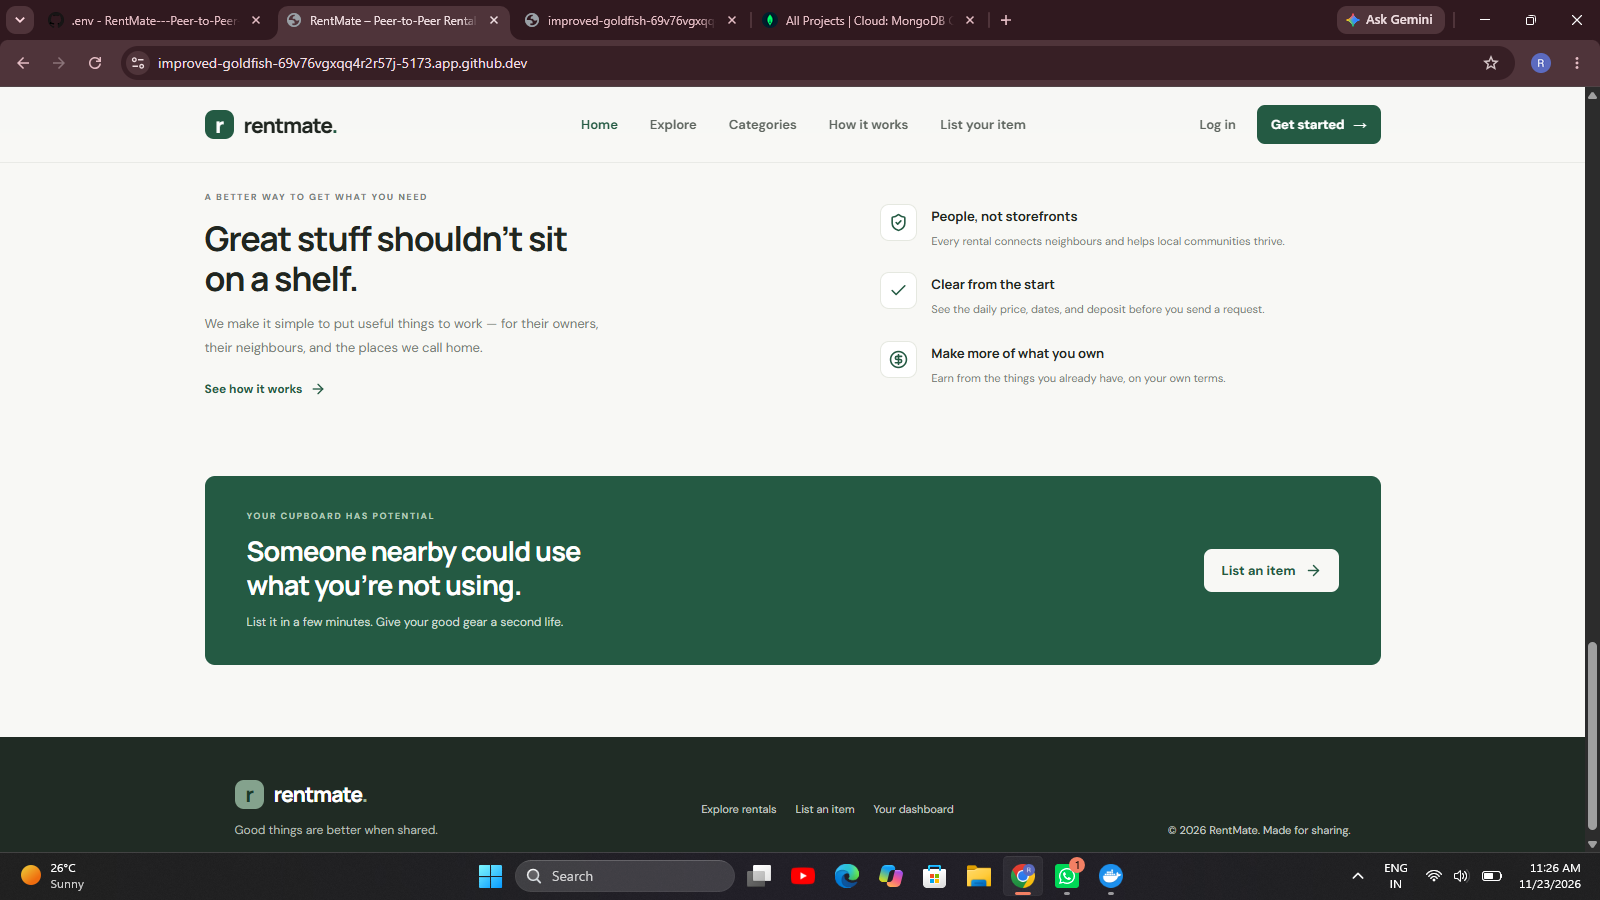 .env - RentMate---Peer-to-Peer
RentMate – Peer-to-Peer Renta
improved-goldfish-69v76vgxqq
All Projects | Cloud: MongoDB C
Ask Gemini
improved-goldfish-69v76vgxqq4r2r57j-5173.app.github.dev
R
r rentmate.
Home
Explore
Categories
How it works
List your item
Log in
Get started →
A BETTER WAY TO GET WHAT YOU NEED
Great stuff shouldn't sit
on a shelf.
We make it simple to put useful things to work — for their owners,
their neighbours, and the places we call home.
See how it works →
People, not storefronts
Every rental connects neighbours and helps local communities thrive.
Clear from the start
See the daily price, dates, and deposit before you send a request.
Make more of what you own
Earn from the things you already have, on your own terms.
YOUR CUPBOARD HAS POTENTIAL
Someone nearby could use
what you're not using.
List it in a few minutes. Give your good gear a second life.
List an item →
r rentmate.
Good things are better when shared.
Explore rentals
List an item
Your dashboard
© 2026 RentMate. Made for sharing.
26°C
Sunny
Search
1
ENG
IN
11:26 AM
11/23/2026